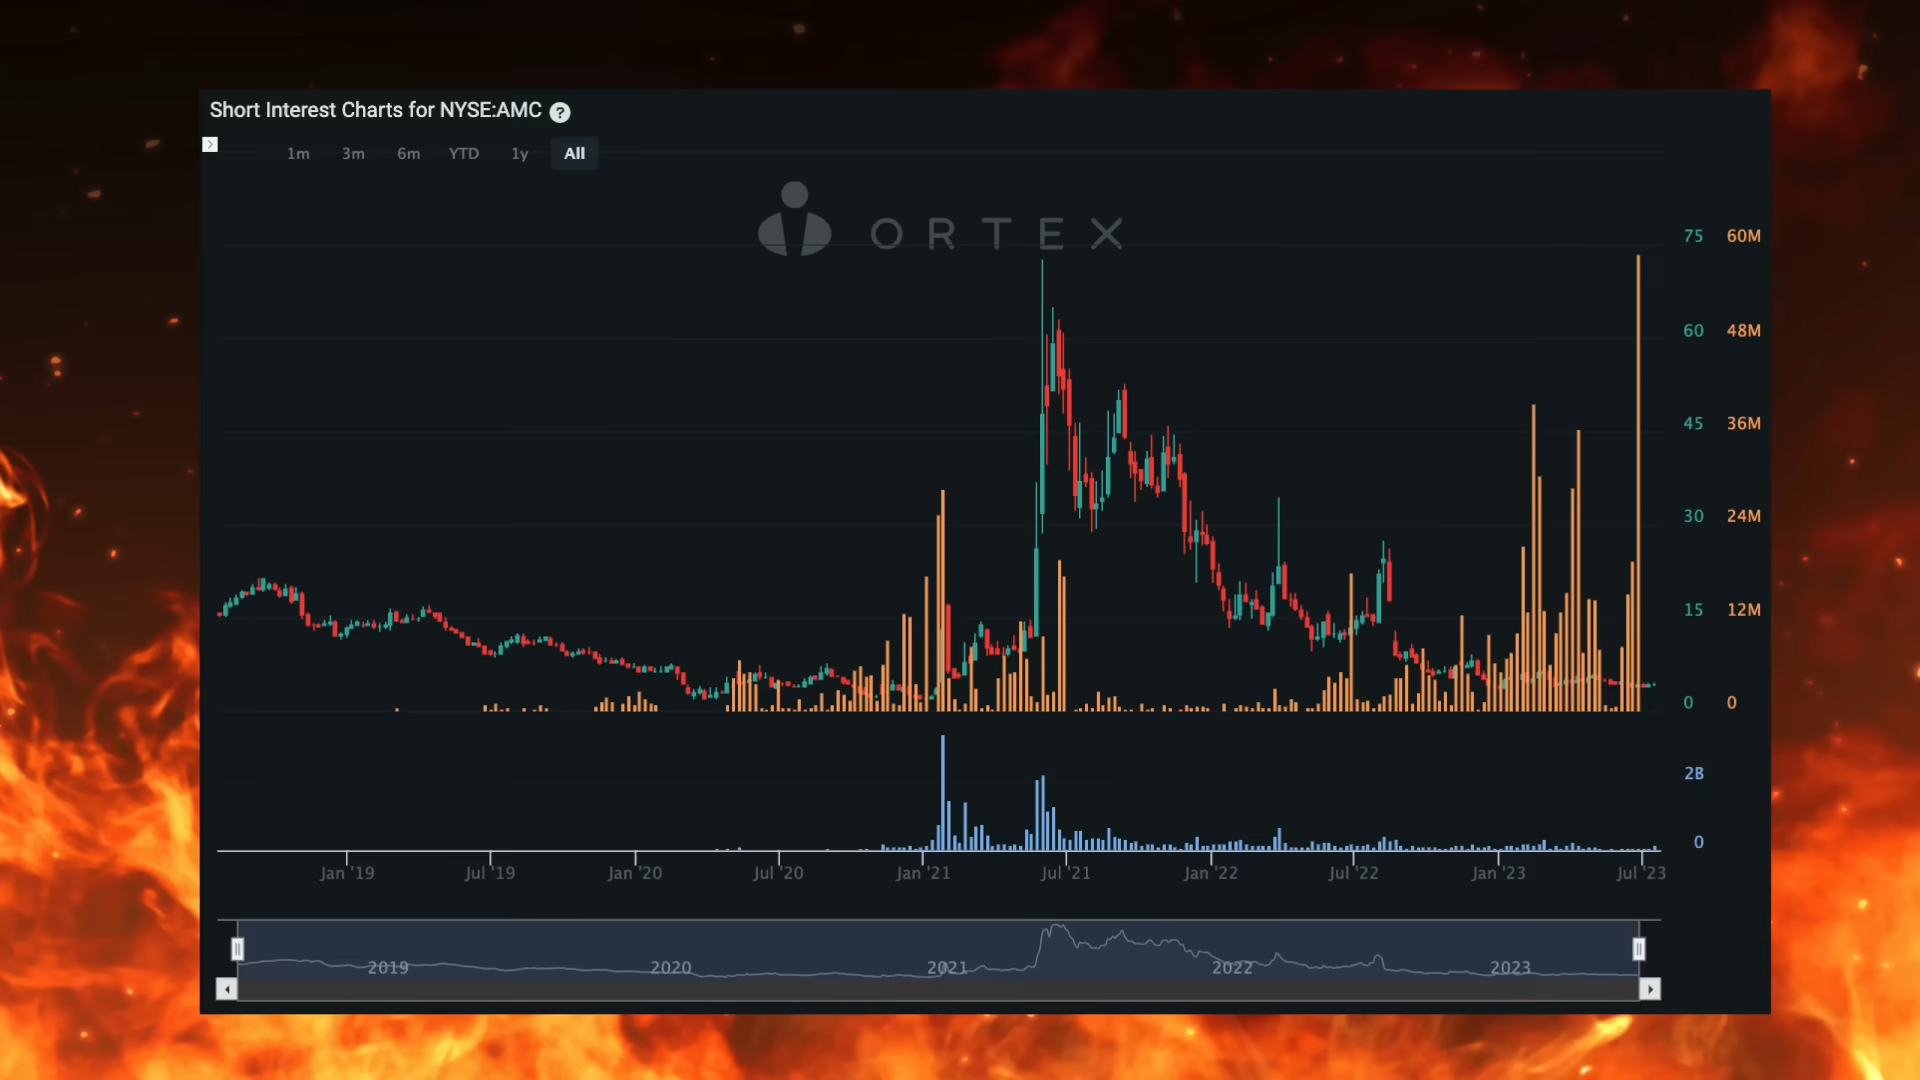 Short Interest Charts for NYSE:AMC ?
1m 3m 6m YTD 1y All
ORTEX
75 60M
60 48M
45 36M
30 24M
15 12M
0 0
2B
0
Jan '19 Jul '19 Jan '20 Jul '20 Jan '21 Jul '21 Jan '22 Jul '22 Jan '23 Jul '23
2019 2020 2021 2022 2023